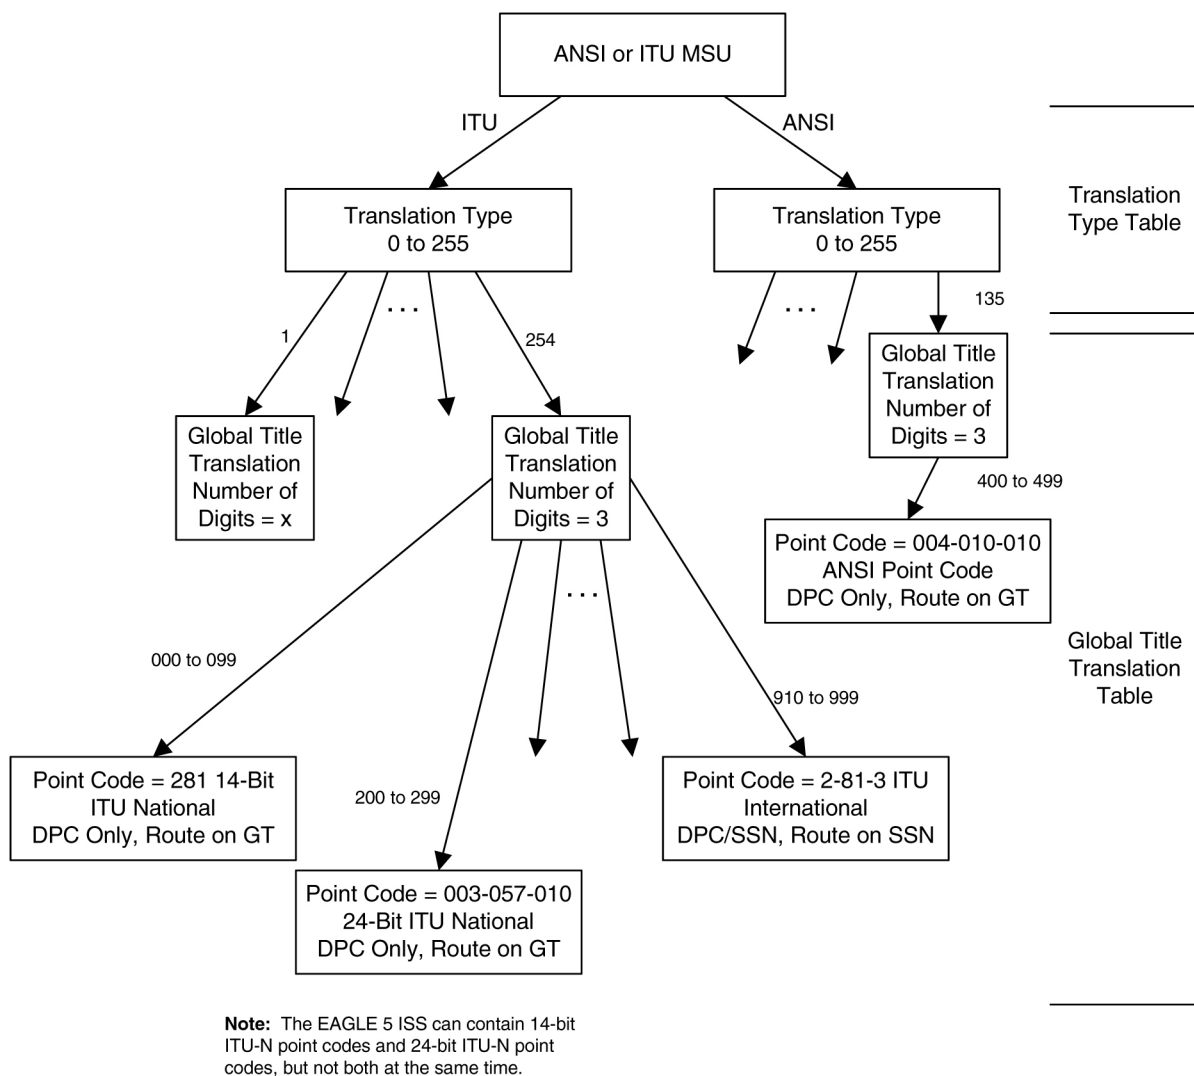 ANSI or ITU MSU
ITU
ANSI
Translation Type
0 to 255
Translation Type
0 to 255
Translation
Type Table
1
. . .
254
. . .
135
Global Title
Translation
Number of
Digits = x
Global Title
Translation
Number of
Digits = 3
Global Title
Translation
Number of
Digits = 3
400 to 499
Point Code = 004-010-010
ANSI Point Code
DPC Only, Route on GT
. . .
000 to 099
200 to 299
910 to 999
Global Title
Translation
Table
Point Code = 281 14-Bit
ITU National
DPC Only, Route on GT
Point Code = 003-057-010
24-Bit ITU National
DPC Only, Route on GT
Point Code = 2-81-3 ITU
International
DPC/SSN, Route on SSN
Note: The EAGLE 5 ISS can contain 14-bit
ITU-N point codes and 24-bit ITU-N point
codes, but not both at the same time.